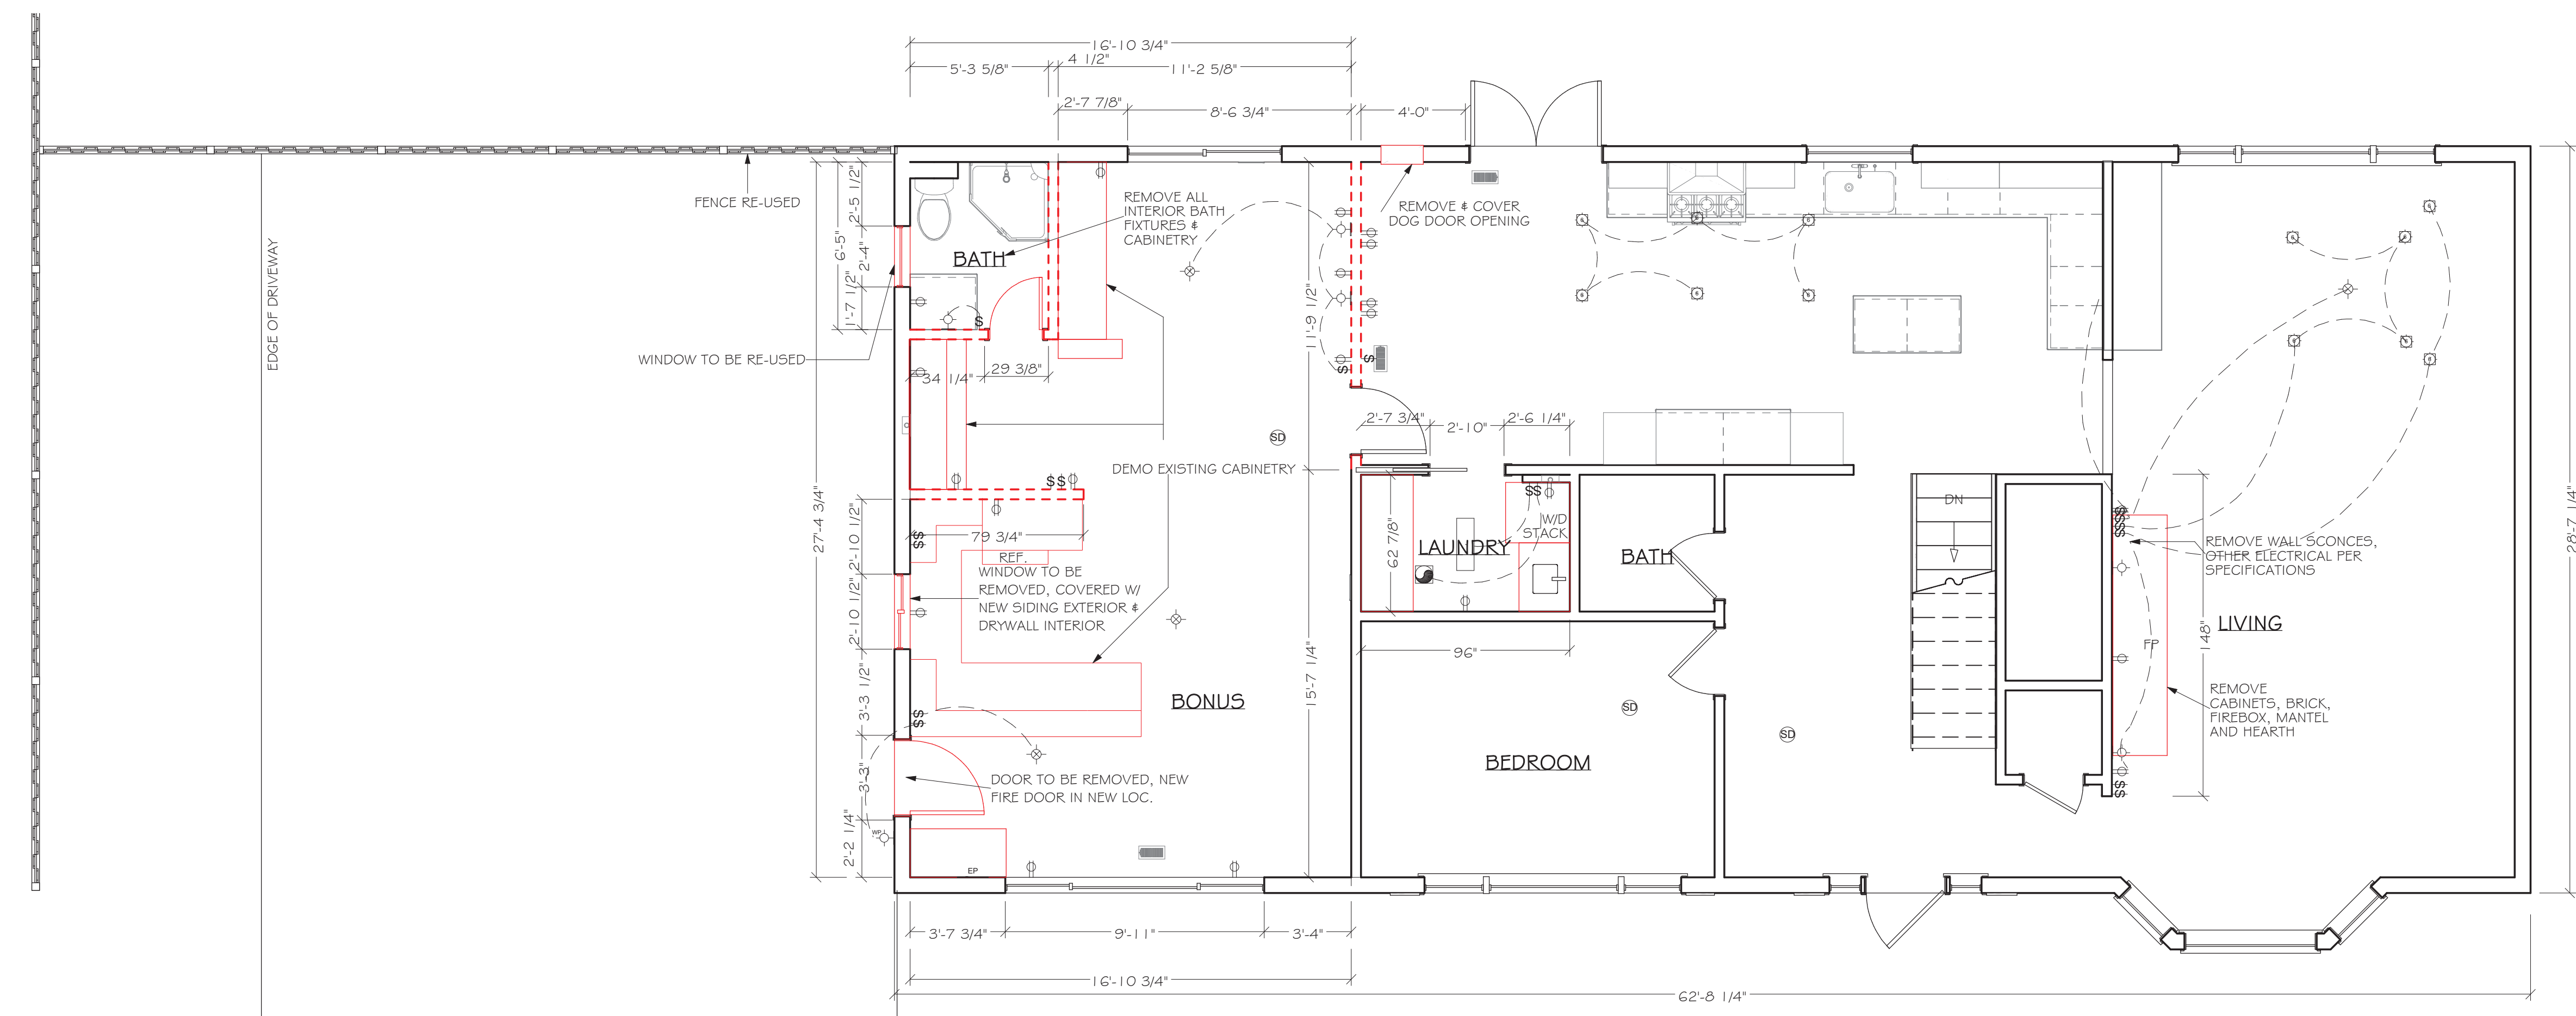 16'-10 3/4"
5'-3 5/8"
4 1/2"
11'-2 5/8"
2'-7 7/8"
8'-6 3/4"
4'-0"
FENCE RE-USED
EDGE OF DRIVEWAY
WINDOW TO BE RE-USED
6'-5"
2'-5 1/2"
2'-4"
1'-7 1/2"
BATH
REMOVE ALL
INTERIOR BATH
FIXTURES &
CABINETRY
REMOVE & COVER
DOG DOOR OPENING
$
34 1/4"
29 3/8"
11'-9 1/2"
$
$
SD
2'-7 3/4"
2'-10"
2'-6 1/4"
DEMO EXISTING CABINETRY
$$
79 3/4"
REF.
WINDOW TO BE
REMOVED, COVERED W/
NEW SIDING EXTERIOR &
DRYWALL INTERIOR
$$
27'-4 3/4"
2'-10 1/2"
2'-10 1/2"
3'-3 1/2"
3'-3"
2'-2 1/4"
62 7/8"
LAUNDRY
$$
W/D
STACK
BATH
DN
96"
15'-7 1/4"
BONUS
$$
SD
SD
BEDROOM
DOOR TO BE REMOVED, NEW
FIRE DOOR IN NEW LOC.
WP
EP
$$$
REMOVE WALL SCONCES,
OTHER ELECTRICAL PER
SPECIFICATIONS
LIVING
FP
148"
REMOVE
CABINETS, BRICK,
FIREBOX, MANTEL
AND HEARTH
$$
28'-7 1/4"
3'-7 3/4"
9'-11"
3'-4"
16'-10 3/4"
62'-8 1/4"